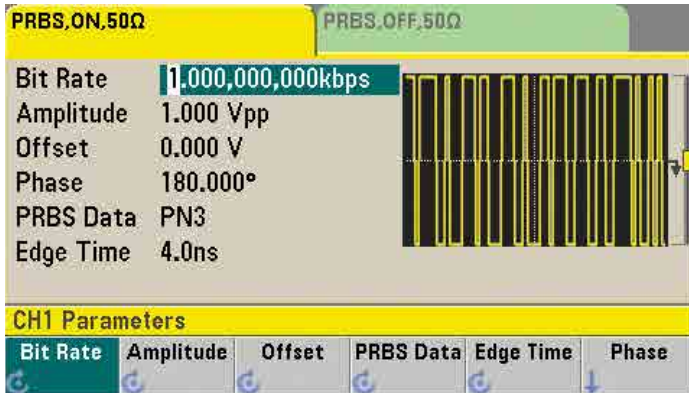 PRBS,ON,50Ω PRBS,OFF,50Ω
Bit Rate 1.000,000,000kbps
Amplitude 1.000 Vpp
Offset 0.000 V
Phase 180.000°
PRBS Data PN3
Edge Time 4.0ns
CH1 Parameters
Bit Rate Amplitude Offset PRBS Data Edge Time Phase